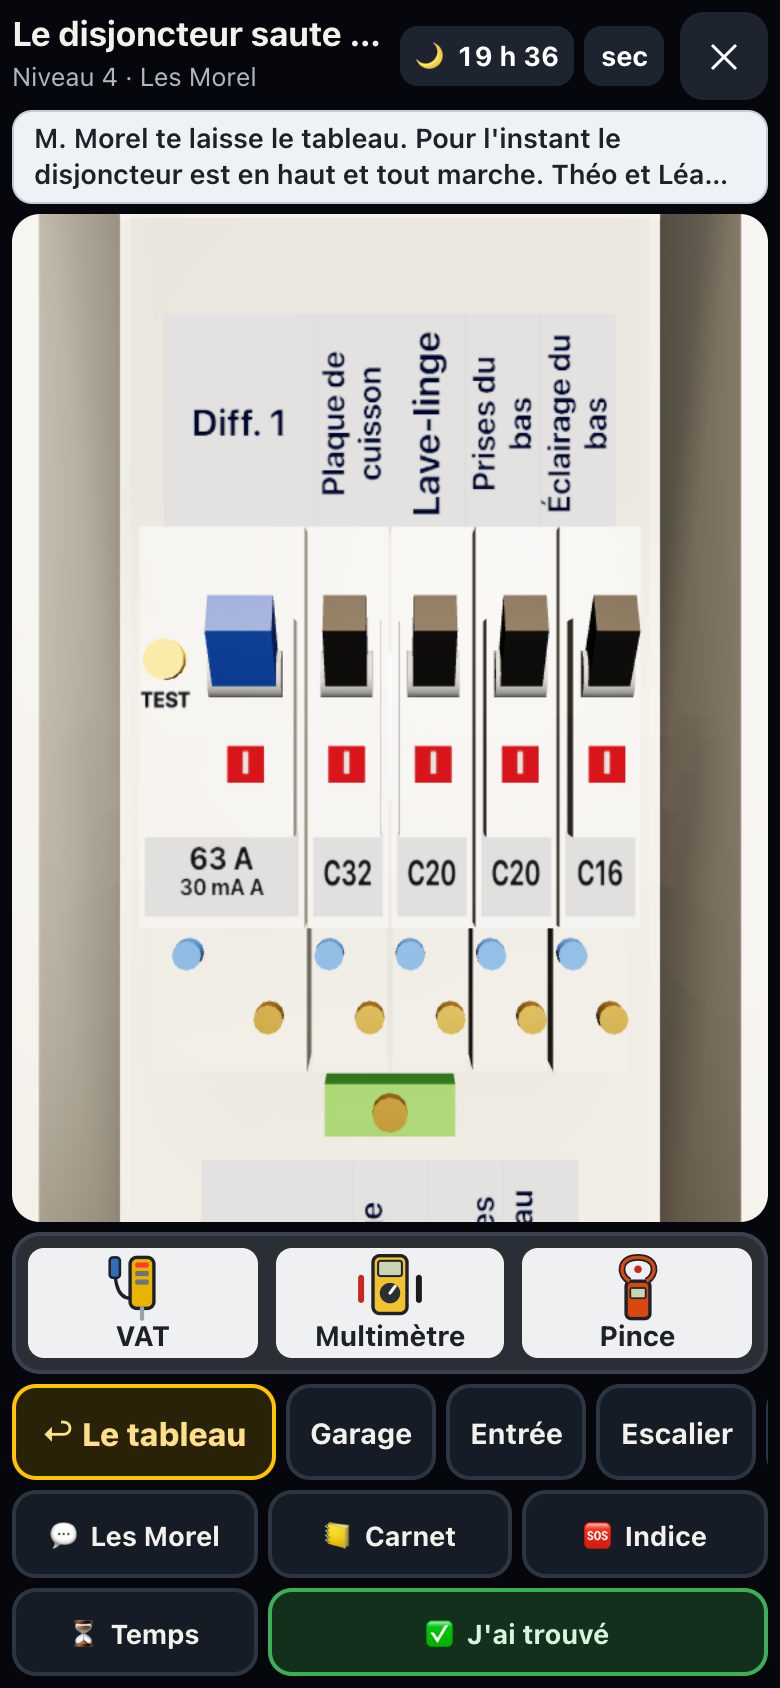 Le disjoncteur saute ...
Niveau 4 · Les Morel
19 h 36
sec
M. Morel te laisse le tableau. Pour l'instant le
disjoncteur est en haut et tout marche. Théo et Léa...
Diff. 1
Plaque de
cuisson
Lave-linge
Prises du
bas
Éclairage du
bas
TEST
63 A
30 mA A
C32
C20
C20
C16
VAT
Multimètre
Pince
Le tableau
Garage
Entrée
Escalier
Les Morel
Carnet
SOS
Indice
Temps
J'ai trouvé